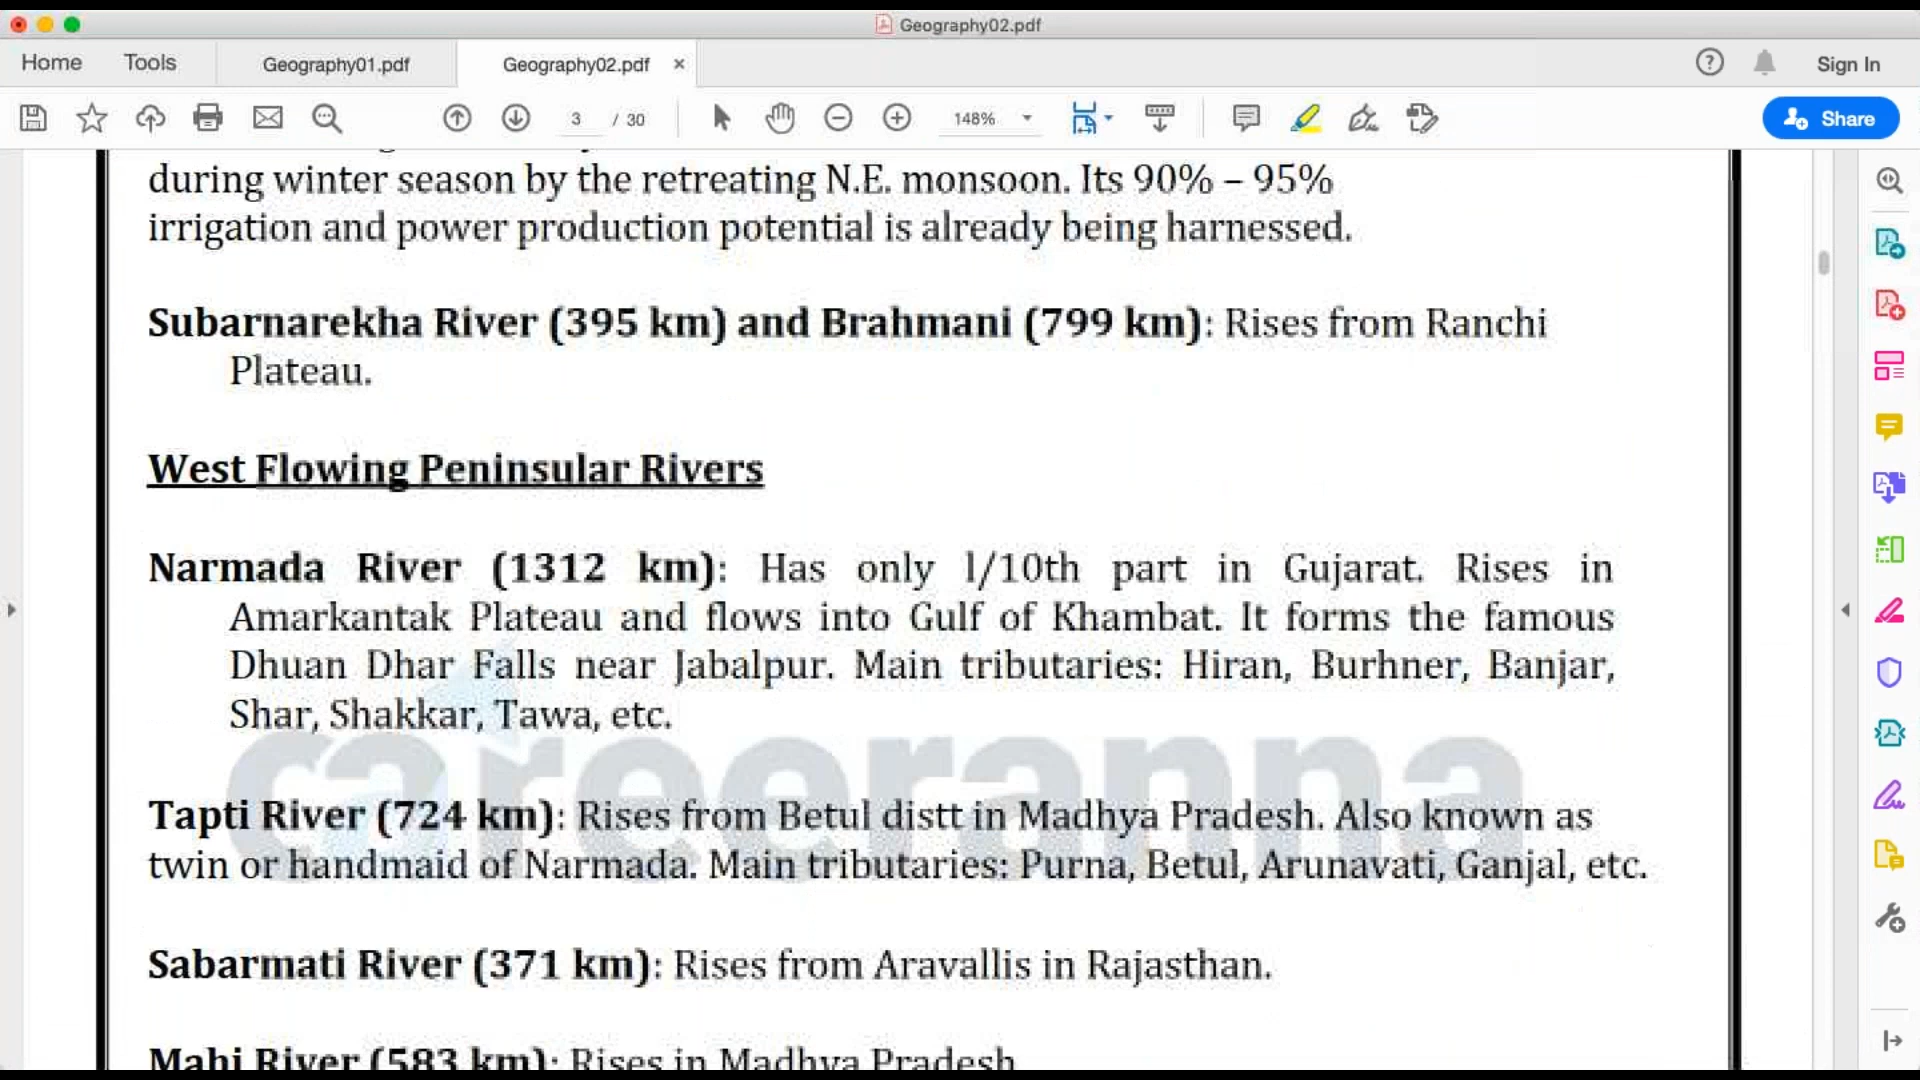 Geography02.pdf
Home Tools Geography01.pdf Geography02.pdf × Sign In
3 / 30 148% Share
during winter season by the retreating N.E. monsoon. Its 90% – 95%
irrigation and power production potential is already being harnessed.
Subarnarekha River (395 km) and Brahmani (799 km): Rises from Ranchi
Plateau.
West Flowing Peninsular Rivers
Narmada River (1312 km): Has only l/10th part in Gujarat. Rises in
Amarkantak Plateau and flows into Gulf of Khambat. It forms the famous
Dhuan Dhar Falls near Jabalpur. Main tributaries: Hiran, Burhner, Banjar,
Shar, Shakkar, Tawa, etc.
careeranna
Tapti River (724 km): Rises from Betul distt in Madhya Pradesh. Also known as
twin or handmaid of Narmada. Main tributaries: Purna, Betul, Arunavati, Ganjal, etc.
Sabarmati River (371 km): Rises from Aravallis in Rajasthan.
Mahi River (583 km): Rises in Madhya Pradesh